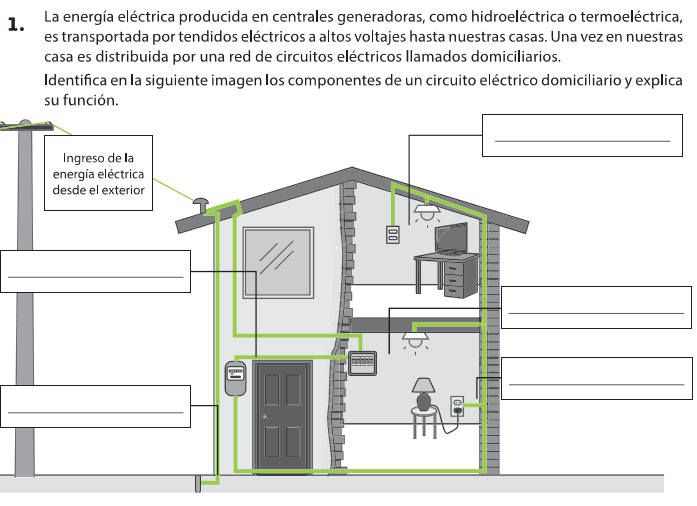 1. La energía eléctrica producida en centrales generadoras, como hidroeléctrica o termoeléctrica,
es transportada por tendidos eléctricos a altos voltajes hasta nuestras casas. Una vez en nuestras
casa es distribuida por una red de circuitos eléctricos llamados domiciliarios.
Identifica en la siguiente imagen los componentes de un circuito eléctrico domiciliario y explica
su función.
Ingreso de la
energía eléctrica
desde el exterior